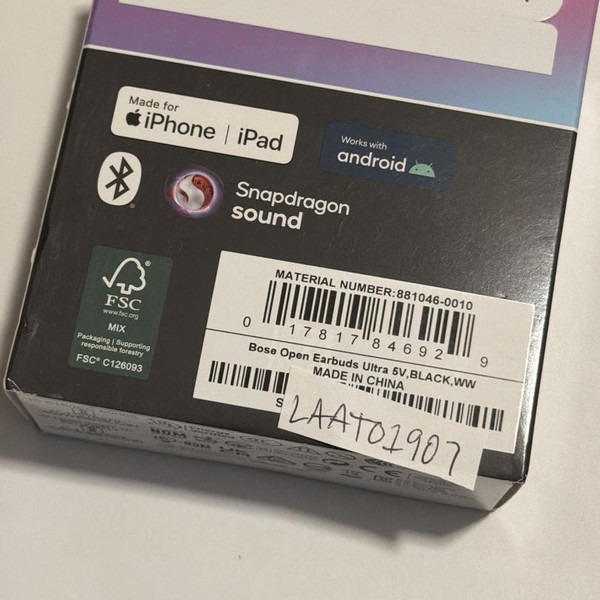 Made for
iPhone | iPad
Works with
android
Snapdragon
sound
FSC
www.fsc.org
MIX
Packaging | Supporting
responsible forestry
FSC® C126093
MATERIAL NUMBER:881046-0010
0 17817 84692 9
Bose Open Earbuds Ultra 5V,BLACK,WW
MADE IN CHINA
LAAY01907